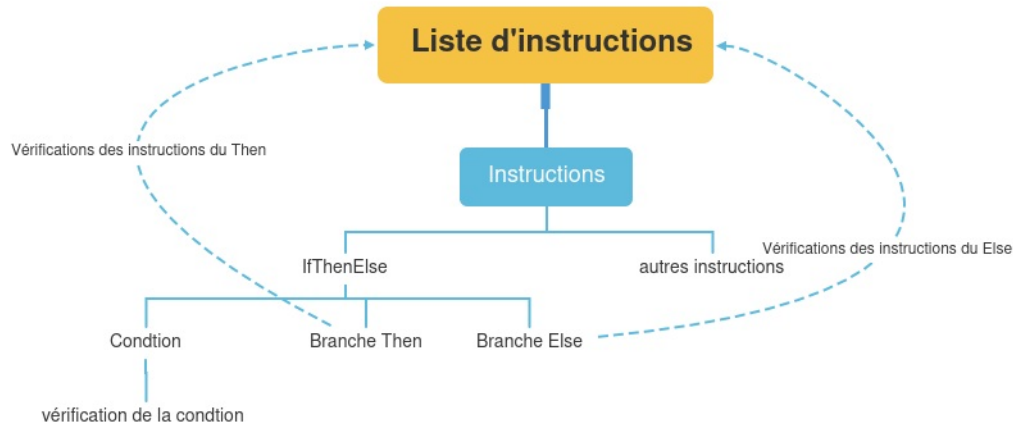 Liste d'instructions
Vérifications des instructions du Then
Instructions
Vérifications des instructions du Else
IfThenElse
autres instructions
Condtion
Branche Then
Branche Else
vérification de la condtion